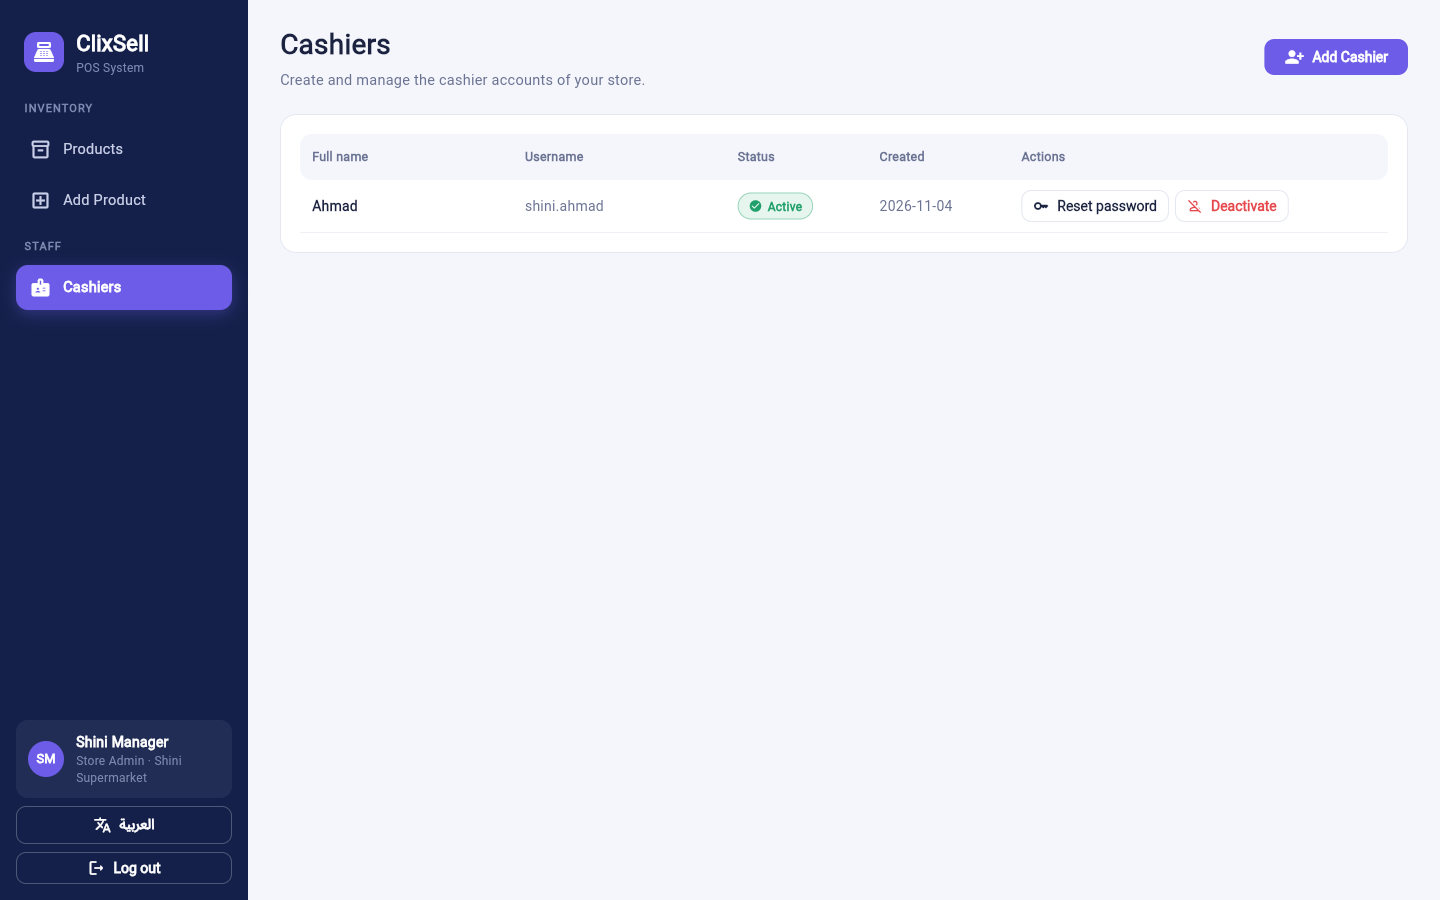 ClixSell
POS System
INVENTORY
Products
Add Product
STAFF
Cashiers
SM
Shini Manager
Store Admin · Shini
Supermarket
العربية
Log out
Cashiers
Create and manage the cashier accounts of your store.
Add Cashier
Full name Username Status Created Actions
Ahmad shini.ahmad Active 2026-11-04 Reset password Deactivate